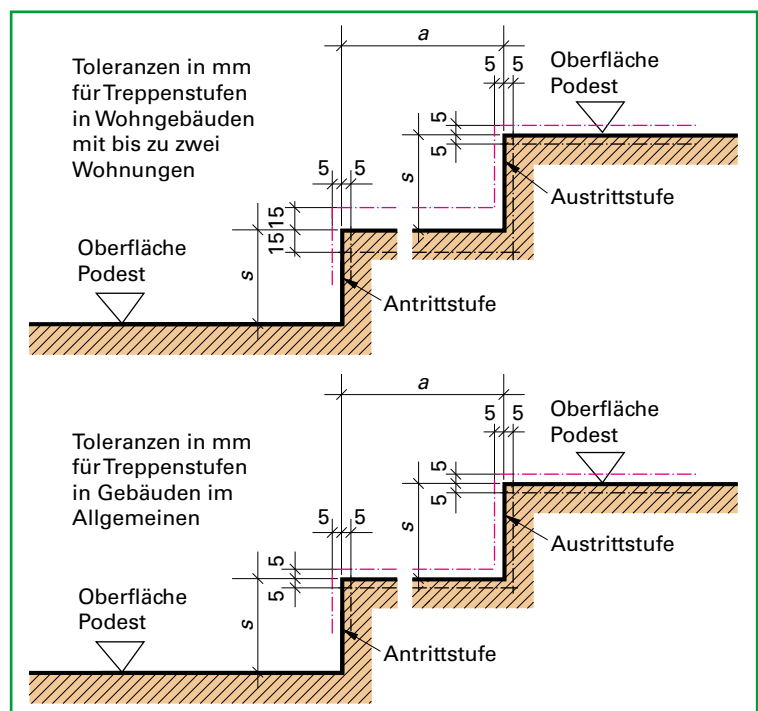 a
5 5
Oberfläche
Podest
Toleranzen in mm
für Treppenstufen
in Wohngebäuden
mit bis zu zwei
Wohnungen
5
5
5 5
s
Austrittstufe
15
15
Oberfläche
Podest
s
Antrittstufe
a
5 5
Oberfläche
Podest
Toleranzen in mm
für Treppenstufen
in Gebäuden im
Allgemeinen
5
5
5 5
s
Austrittstufe
5
5
Oberfläche
Podest
s
Antrittstufe